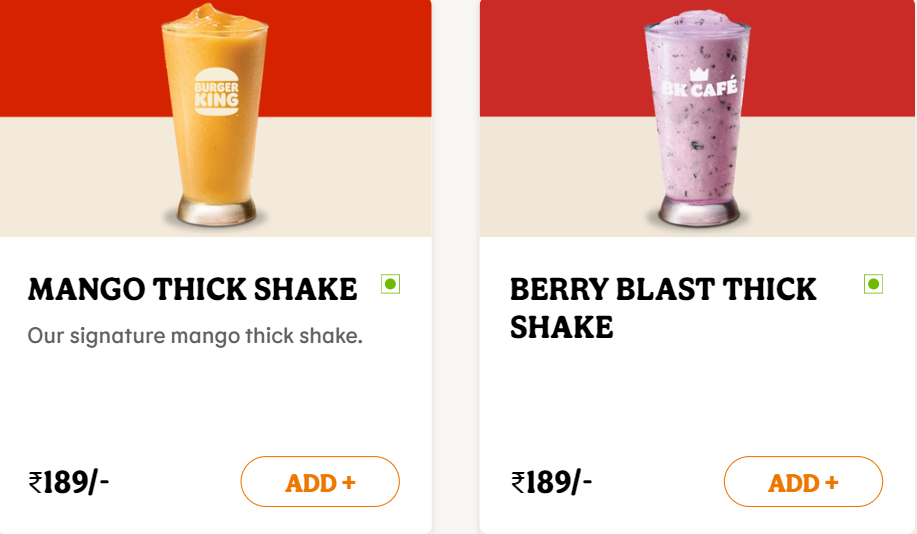 BURGER
KING
BK CAFÉ
MANGO THICK SHAKE
Our signature mango thick shake.
₹189/-
ADD +
BERRY BLAST THICK
SHAKE
₹189/-
ADD +